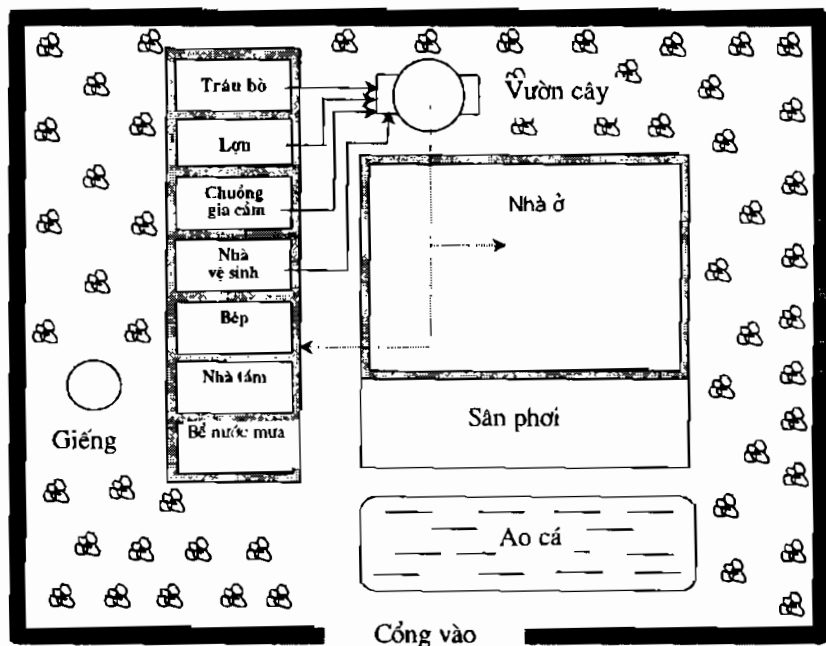 Trâu bò
Vườn cây
Lợn
Chuồng
gia cầm
Nhà ở
Nhà
vệ sinh
Bếp
Nhà tắm
Sân phơi
Giếng
Bể nước mưa
Ao cá
Cổng vào